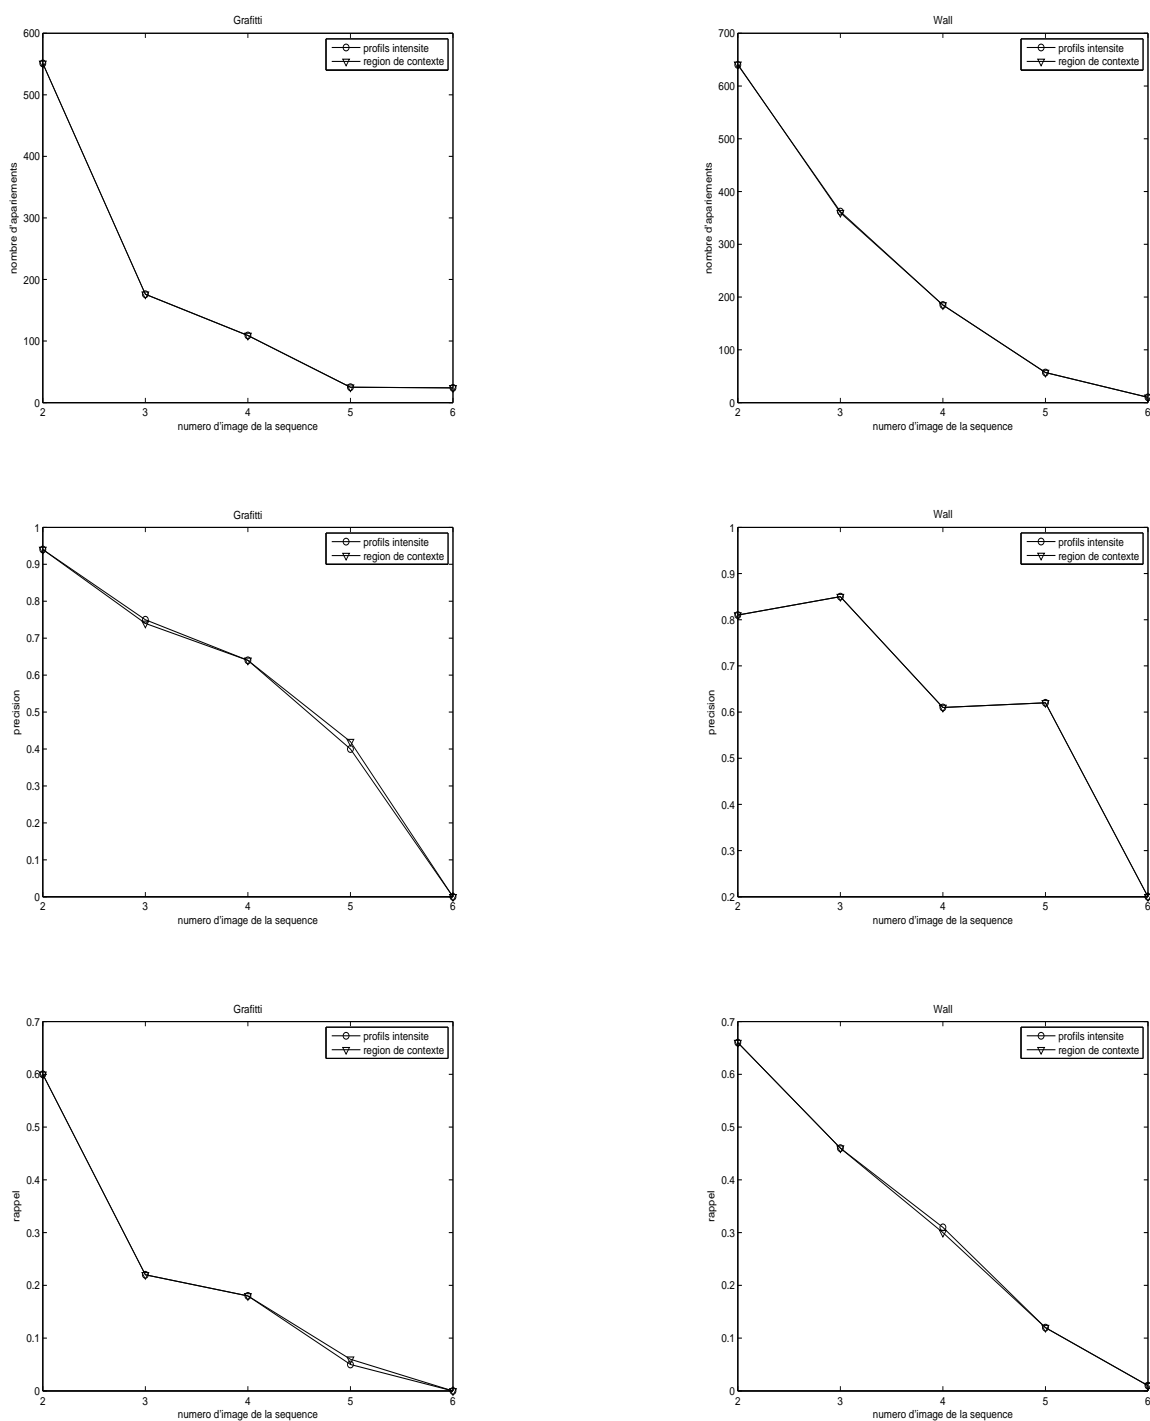 Grafitti
600
500
400
300
200
100
0
2 3 4 5 6
nombre d'apariements
numero d'image de la sequence
profils intensite
region de contexte
Wall
700
600
500
400
300
200
100
0
2 3 4 5 6
nombre d'apariements
numero d'image de la sequence
profils intensite
region de contexte
Grafitti
1
0.9
0.8
0.7
0.6
0.5
0.4
0.3
0.2
0.1
0
2 3 4 5 6
precision
numero d'image de la sequence
profils intensite
region de contexte
Wall
1
0.9
0.8
0.7
0.6
0.5
0.4
0.3
0.2
2 3 4 5 6
precision
numero d'image de la sequence
profils intensite
region de contexte
Grafitti
0.7
0.6
0.5
0.4
0.3
0.2
0.1
0
2 3 4 5 6
rappel
numero d'image de la sequence
profils intensite
region de contexte
Wall
0.7
0.6
0.5
0.4
0.3
0.2
0.1
0
2 3 4 5 6
rappel
numero d'image de la sequence
profils intensite
region de contexte